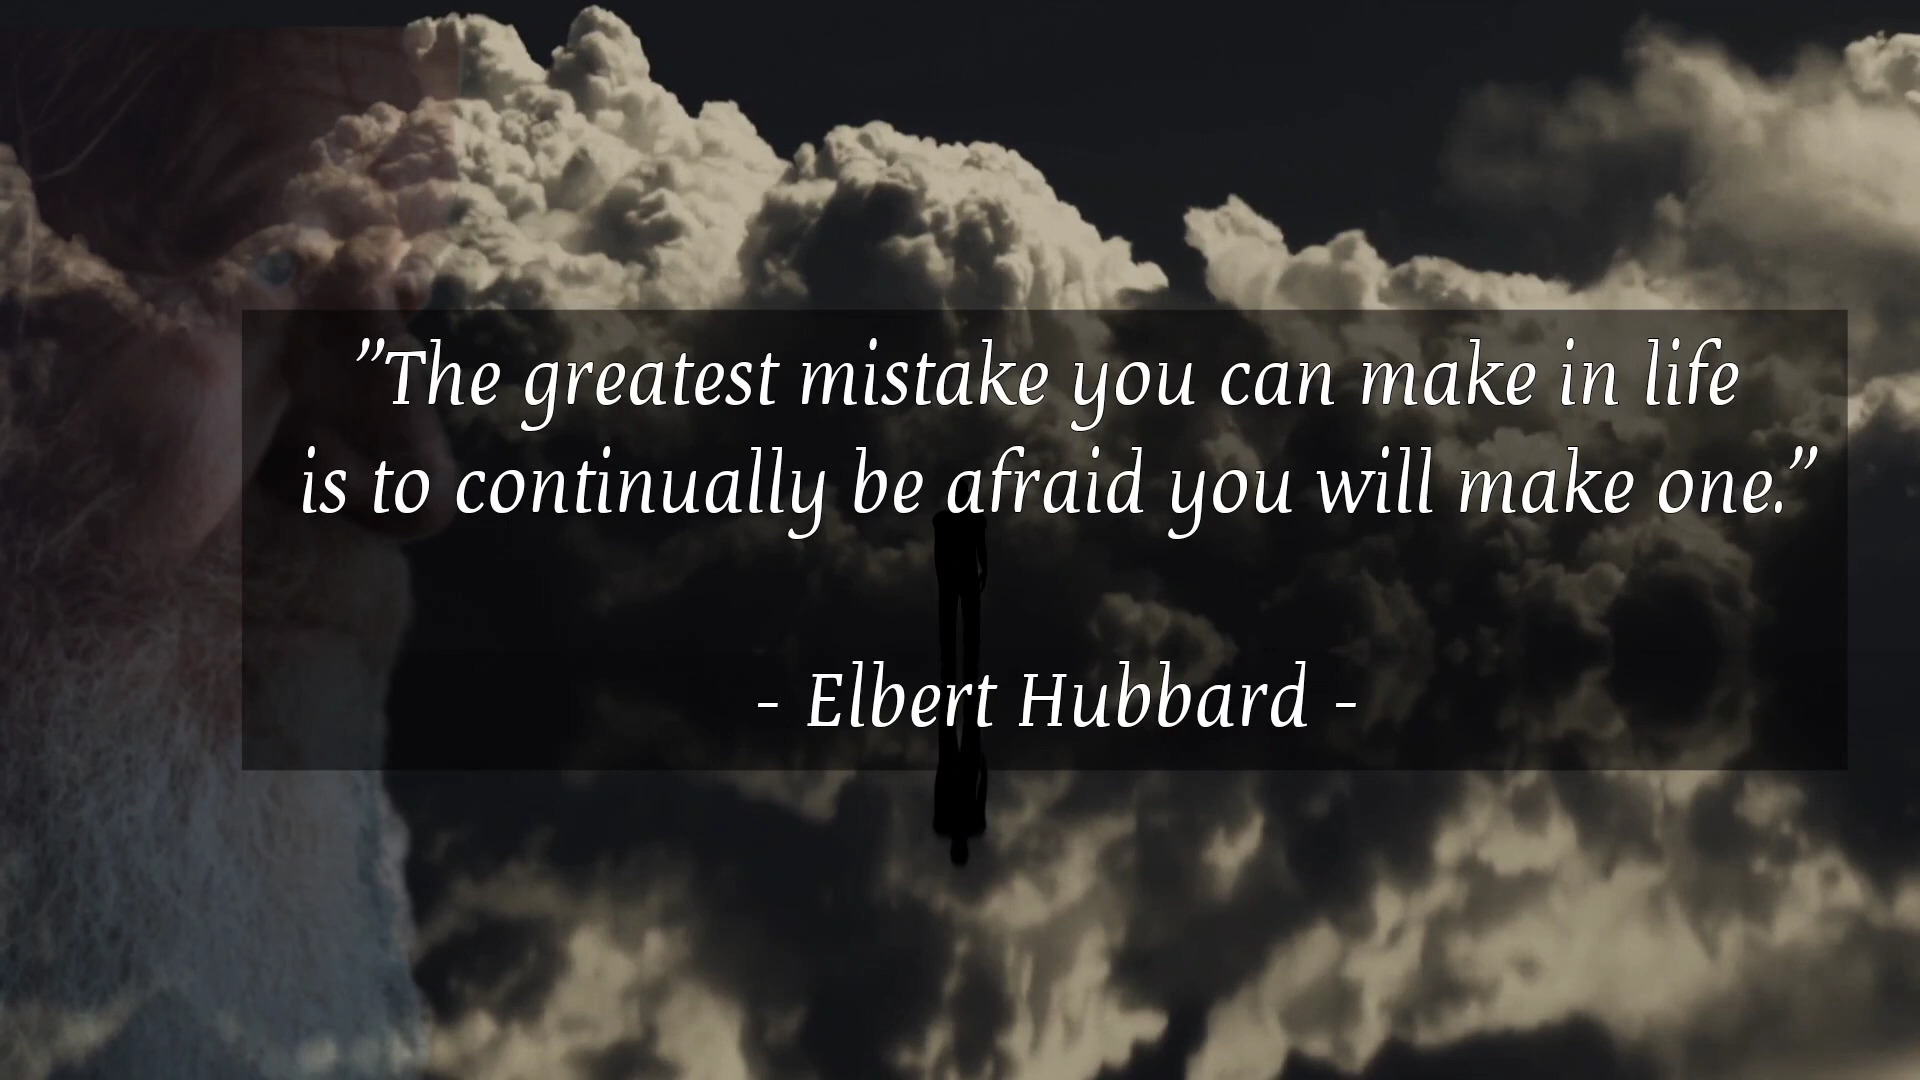 ”The greatest mistake you can make in life
is to continually be afraid you will make one.”
- Elbert Hubbard -